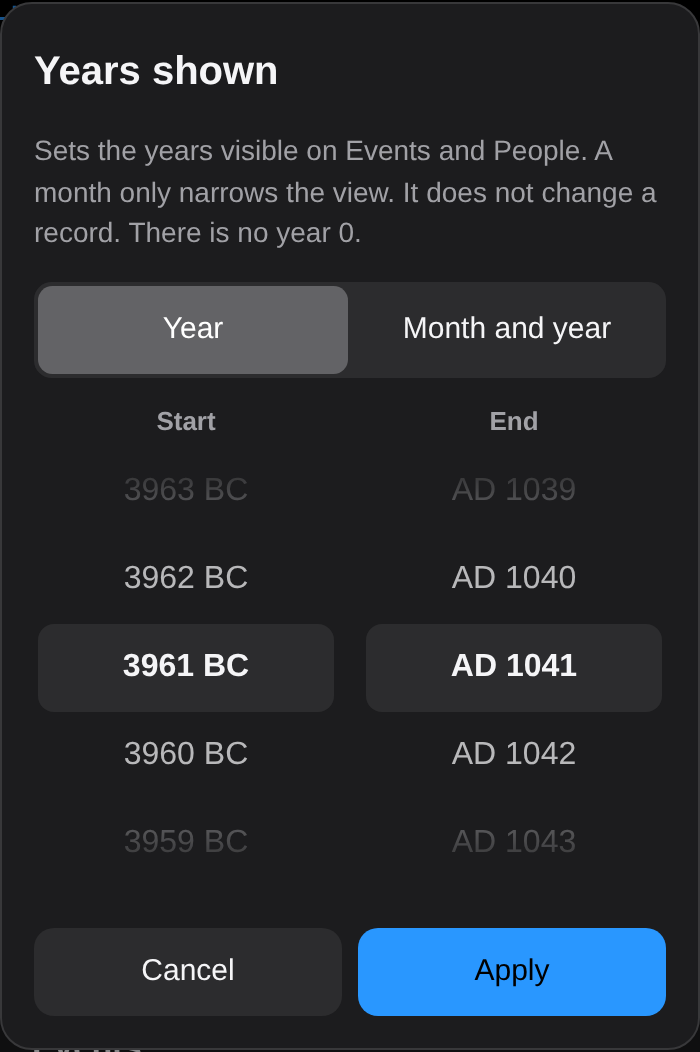 Years shown
Sets the years visible on Events and People. A
month only narrows the view. It does not change a
record. There is no year 0.
Year
Month and year
Start
End
3963 BC
AD 1039
3962 BC
AD 1040
3961 BC
AD 1041
3960 BC
AD 1042
3959 BC
AD 1043
Cancel
Apply